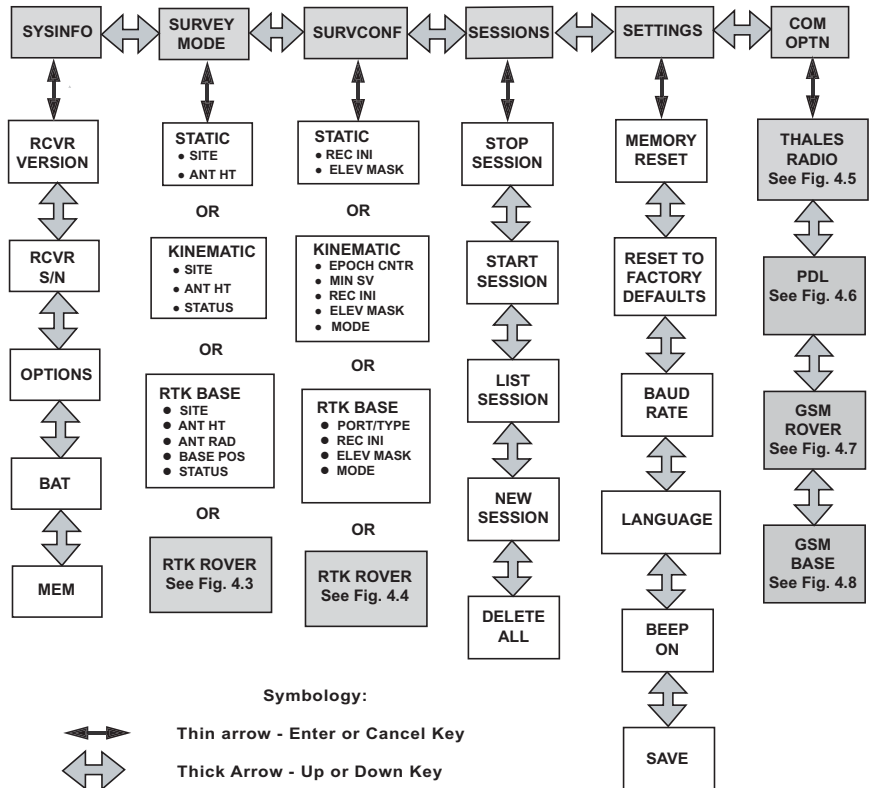 SYSINFO
SURVEY
MODE
SURVCONF
SESSIONS
SETTINGS
COM
OPTN
RCVR
VERSION
RCVR
S/N
OPTIONS
BAT
MEM
STATIC
● SITE
● ANT HT
OR
KINEMATIC
● SITE
● ANT HT
● STATUS
OR
RTK BASE
● SITE
● ANT HT
● ANT RAD
● BASE POS
● STATUS
OR
RTK ROVER
See Fig. 4.3
STATIC
● REC INI
● ELEV MASK
OR
KINEMATIC
● EPOCH CNTR
● MIN SV
● REC INI
● ELEV MASK
● MODE
OR
RTK BASE
● PORT/TYPE
● REC INI
● ELEV MASK
● MODE
OR
RTK ROVER
See Fig. 4.4
STOP
SESSION
START
SESSION
LIST
SESSION
NEW
SESSION
DELETE
ALL
MEMORY
RESET
RESET TO
FACTORY
DEFAULTS
BAUD
RATE
LANGUAGE
BEEP
ON
SAVE
THALES
RADIO
See Fig. 4.5
PDL
See Fig. 4.6
GSM
ROVER
See Fig. 4.7
GSM
BASE
See Fig. 4.8
Symbology:
Thin arrow - Enter or Cancel Key
Thick Arrow - Up or Down Key